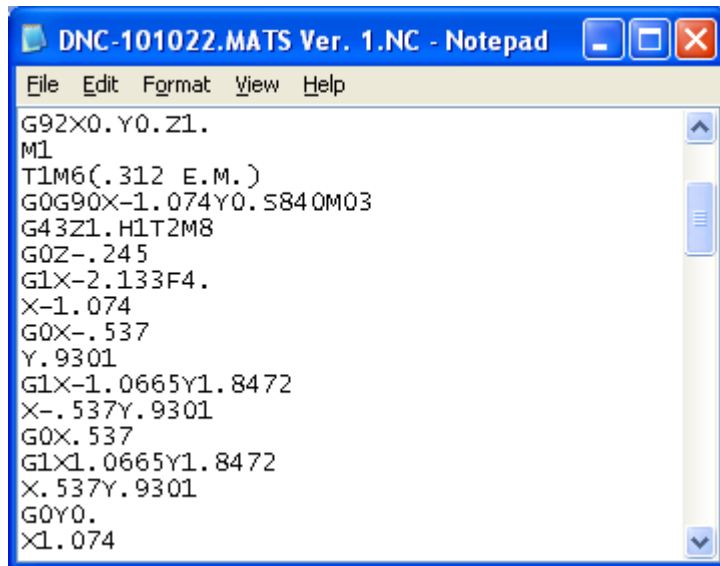 DNC-101022.MATS Ver. 1.NC - Notepad
File Edit Format View Help
G92X0.Y0.Z1.
M1
T1M6(.312 E.M.)
G0G90X-1.074Y0.S840M03
G43Z1.H1T2M8
G0Z-.245
G1X-2.133F4.
X-1.074
G0X-.537
Y.9301
G1X-1.0665Y1.8472
X-.537Y.9301
G0X.537
G1X1.0665Y1.8472
X.537Y.9301
G0Y0.
X1.074